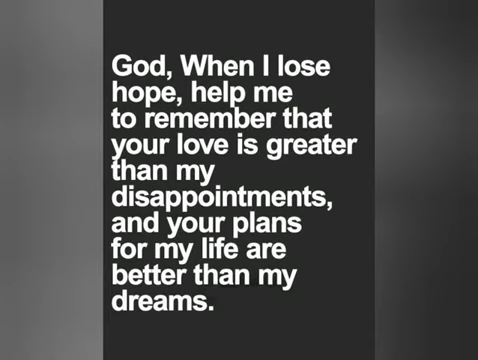 God, When I lose
hope, help me
to remember that
your love is greater
than my
disappointments,
and your plans
for my life are
better than my
dreams.